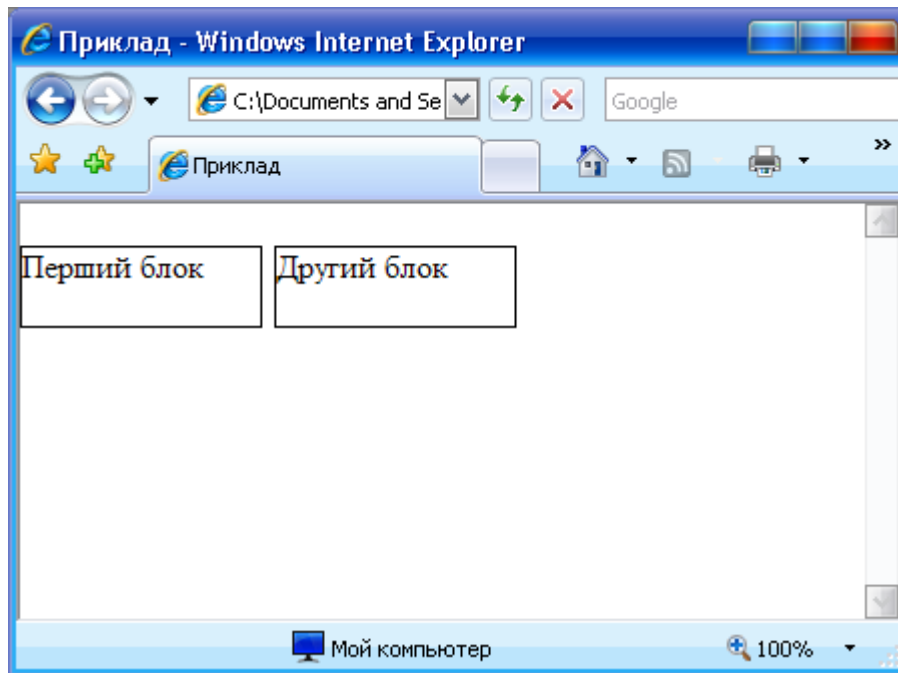 Приклад - Windows Internet Explorer
C:\Documents and Se
Google
Приклад
»
Перший блок
Другий блок
Мой компьютер
100%